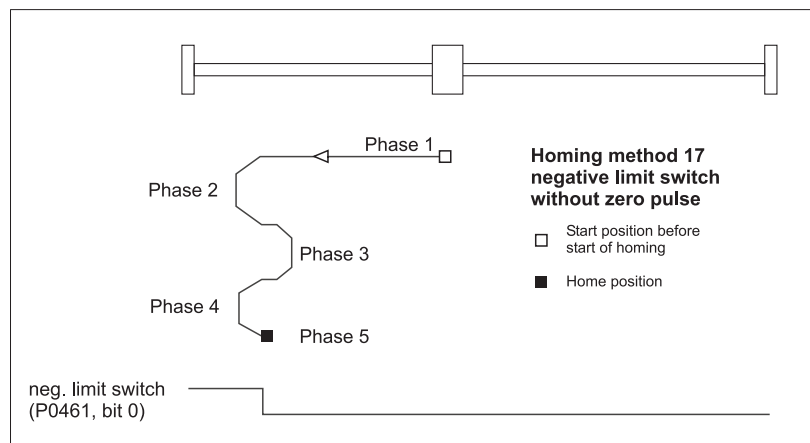 Phase 1
Homing method 17
negative limit switch
without zero pulse
Phase 2
Start position before
start of homing
Phase 3
Home position
Phase 4
Phase 5
neg. limit switch
(P0461, bit 0)